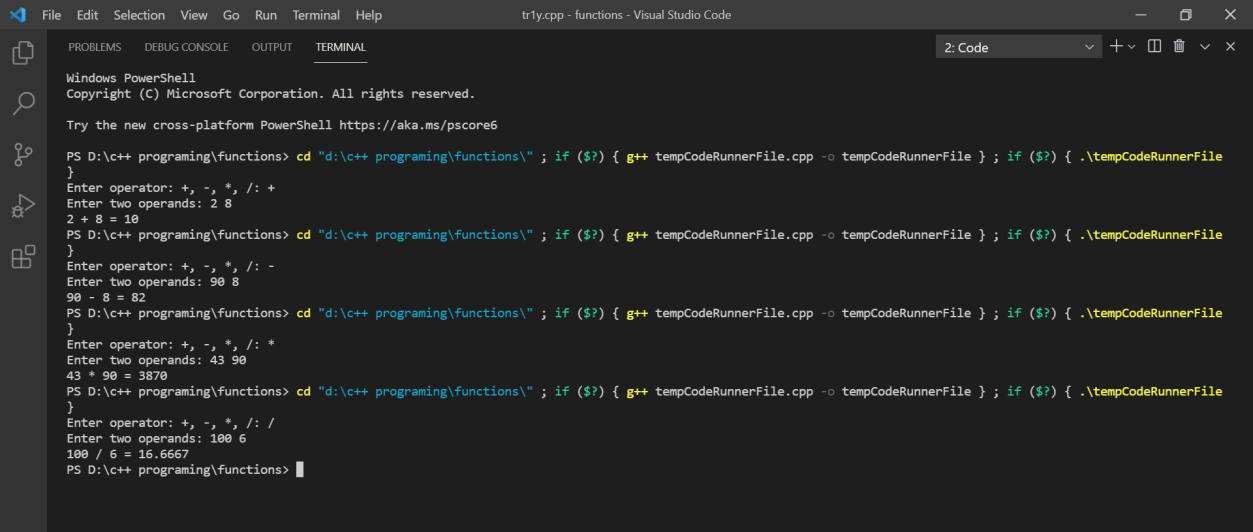 File Edit Selection View Go Run Terminal Help tr1y.cpp - functions - Visual Studio Code
PROBLEMS DEBUG CONSOLE OUTPUT TERMINAL 2: Code
Windows PowerShell
Copyright (C) Microsoft Corporation. All rights reserved.
Try the new cross-platform PowerShell https://aka.ms/pscore6
PS D:\c++ programing\functions> cd "d:\c++ programing\functions\" ; if ($?) { g++ tempCodeRunnerFile.cpp -o tempCodeRunnerFile } ; if ($?) { .\tempCodeRunnerFile
}
Enter operator: +, -, *, /: +
Enter two operands: 2 8
2 + 8 = 10
PS D:\c++ programing\functions> cd "d:\c++ programing\functions\" ; if ($?) { g++ tempCodeRunnerFile.cpp -o tempCodeRunnerFile } ; if ($?) { .\tempCodeRunnerFile
}
Enter operator: +, -, *, /: -
Enter two operands: 90 8
90 - 8 = 82
PS D:\c++ programing\functions> cd "d:\c++ programing\functions\" ; if ($?) { g++ tempCodeRunnerFile.cpp -o tempCodeRunnerFile } ; if ($?) { .\tempCodeRunnerFile
}
Enter operator: +, -, *, /: *
Enter two operands: 43 90
43 * 90 = 3870
PS D:\c++ programing\functions> cd "d:\c++ programing\functions\" ; if ($?) { g++ tempCodeRunnerFile.cpp -o tempCodeRunnerFile } ; if ($?) { .\tempCodeRunnerFile
}
Enter operator: +, -, *, /: /
Enter two operands: 100 6
100 / 6 = 16.6667
PS D:\c++ programing\functions>